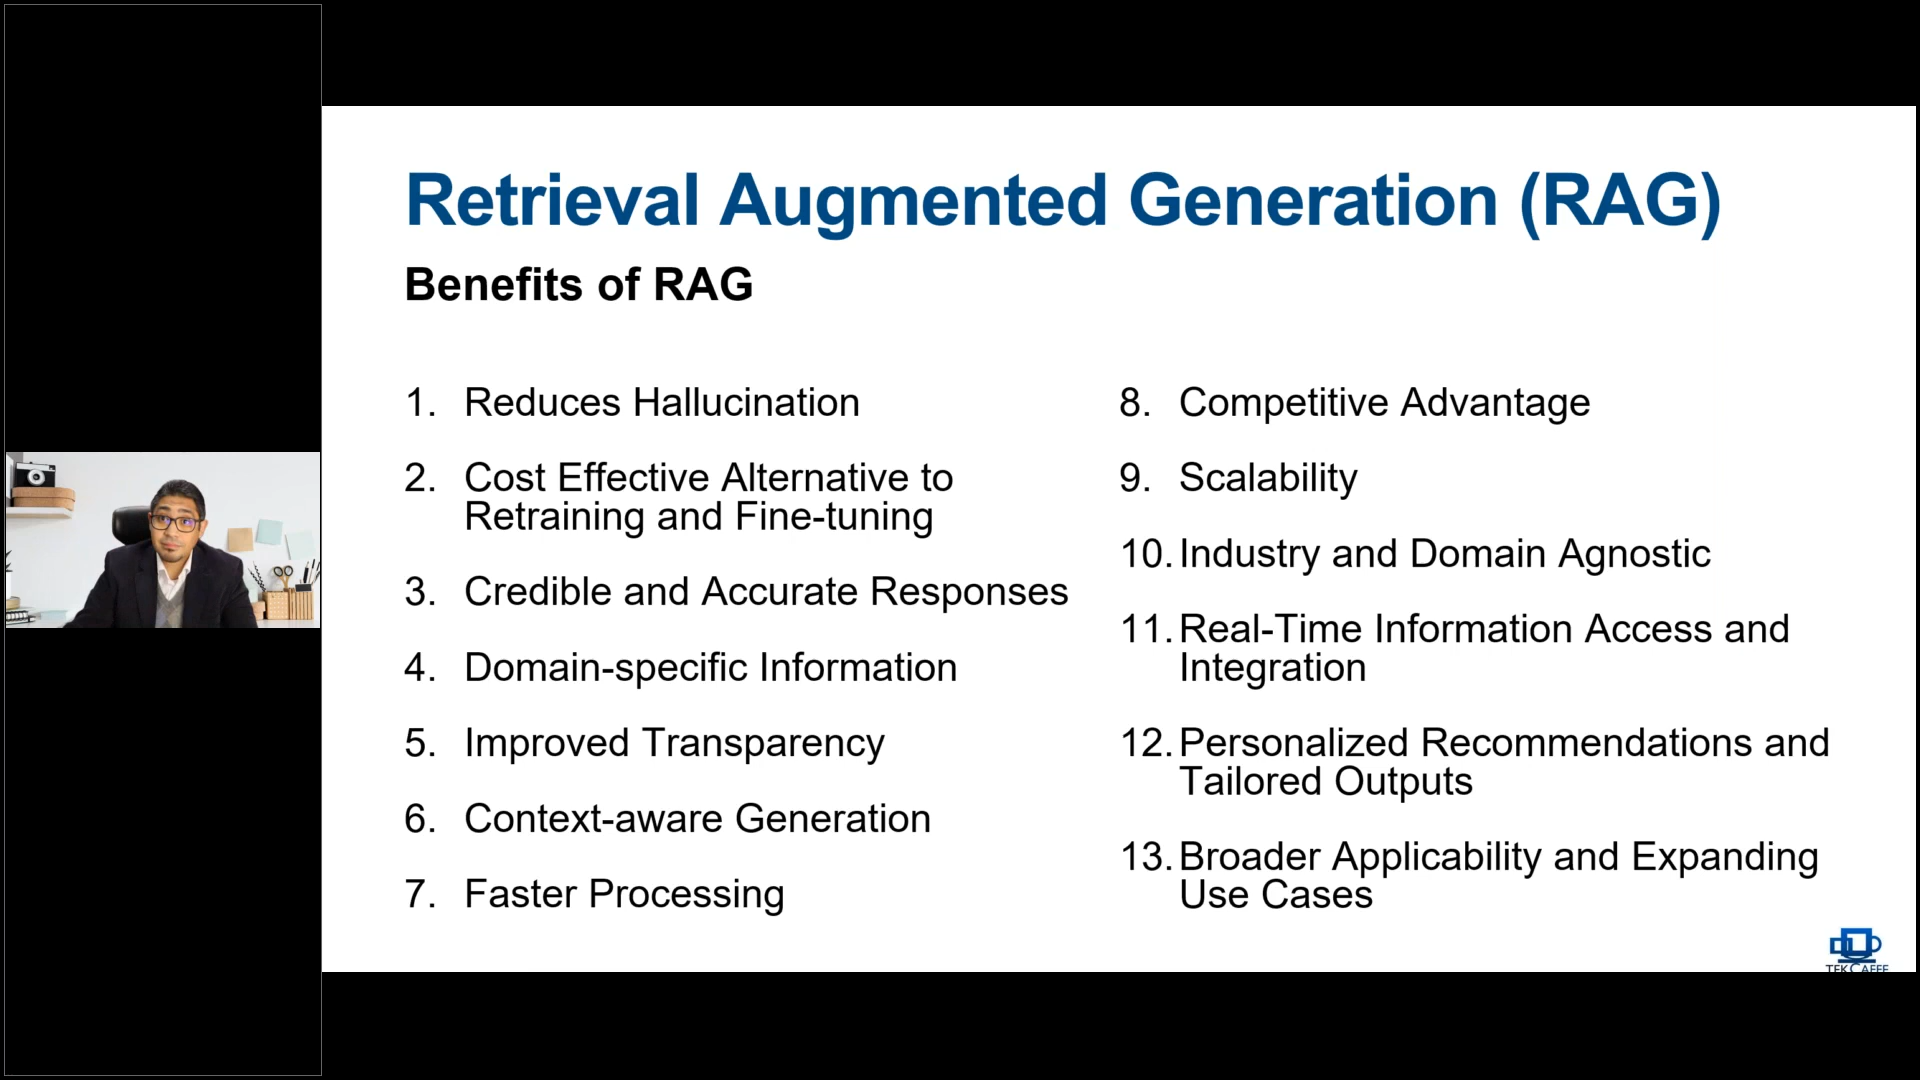 Retrieval Augmented Generation (RAG)
Benefits of RAG
1. Reduces Hallucination
2. Cost Effective Alternative to
Retraining and Fine-tuning
3. Credible and Accurate Responses
4. Domain-specific Information
5. Improved Transparency
6. Context-aware Generation
7. Faster Processing
8. Competitive Advantage
9. Scalability
10. Industry and Domain Agnostic
11. Real-Time Information Access and
Integration
12. Personalized Recommendations and
Tailored Outputs
13. Broader Applicability and Expanding
Use Cases
TEKCAFFE